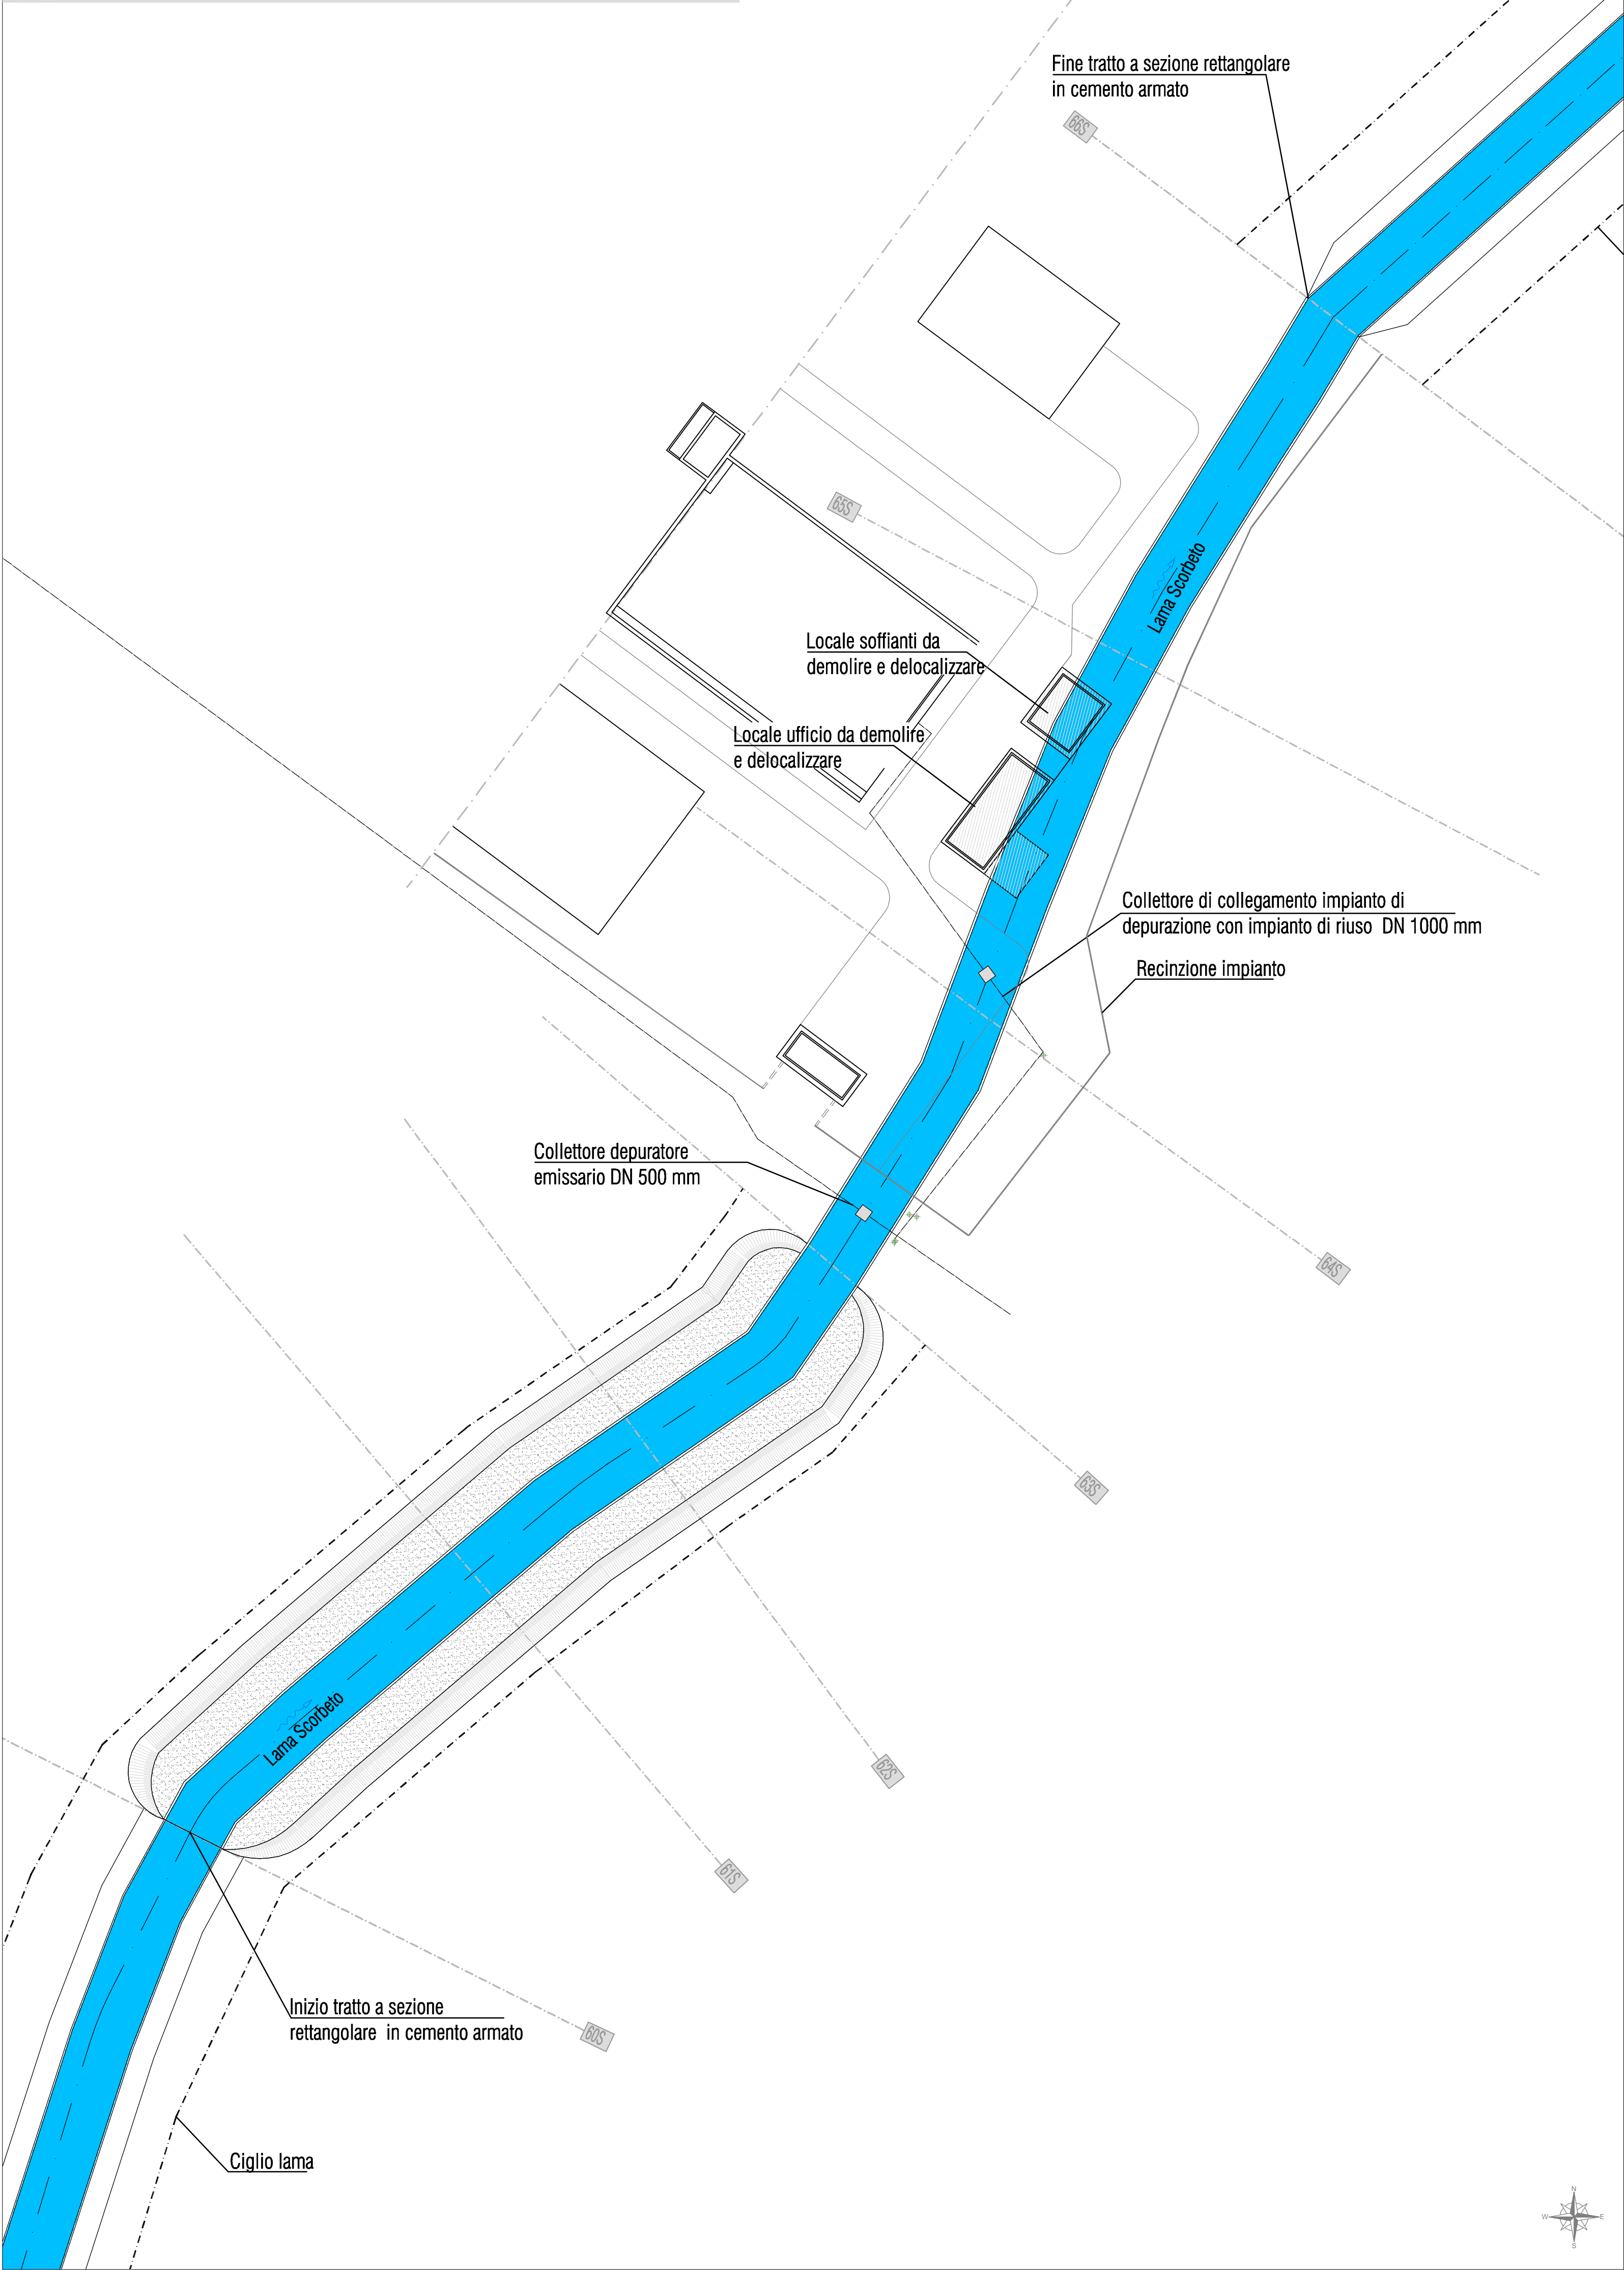 Fine tratto a sezione rettangolare
in cemento armato
66S
65S
Lama Scorbeto
Locale soffianti da
demolire e delocalizzare
Locale ufficio da demolire
e delocalizzare
Collettore di collegamento impianto di
depurazione con impianto di riuso DN 1000 mm
Recinzione impianto
Collettore depuratore
emissario DN 500 mm
64S
63S
Lama Scorbeto
62S
61S
Inizio tratto a sezione
rettangolare in cemento armato
60S
Ciglio lama
N
W
E
S